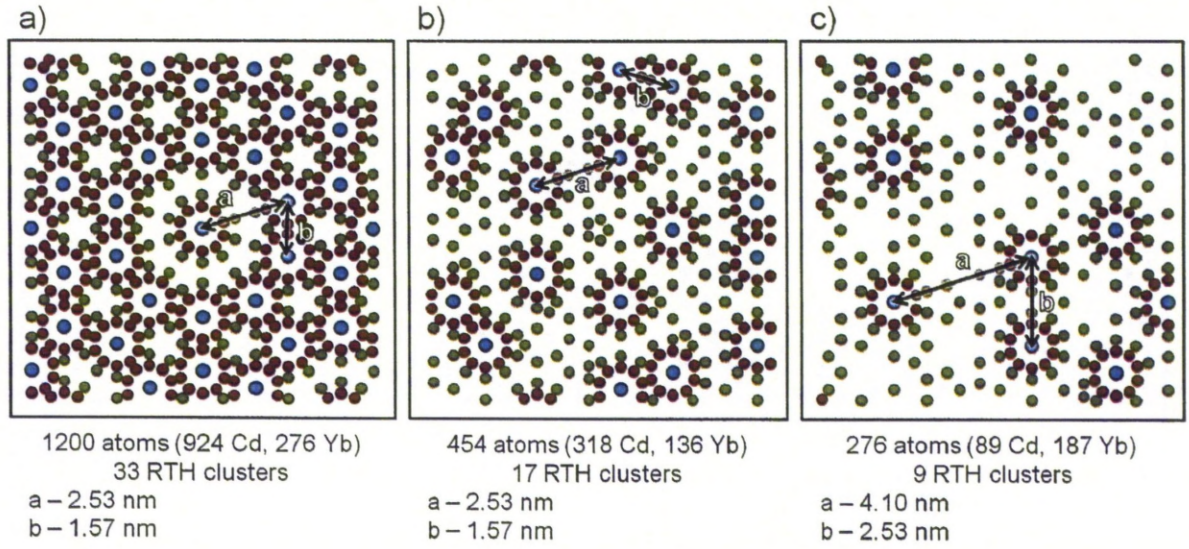 a)
b)
c)
a
b
b
a
a
b
1200 atoms (924 Cd, 276 Yb)
33 RTH clusters
a – 2.53 nm
b – 1.57 nm
454 atoms (318 Cd, 136 Yb)
17 RTH clusters
a – 2.53 nm
b – 1.57 nm
276 atoms (89 Cd, 187 Yb)
9 RTH clusters
a – 4.10 nm
b – 2.53 nm